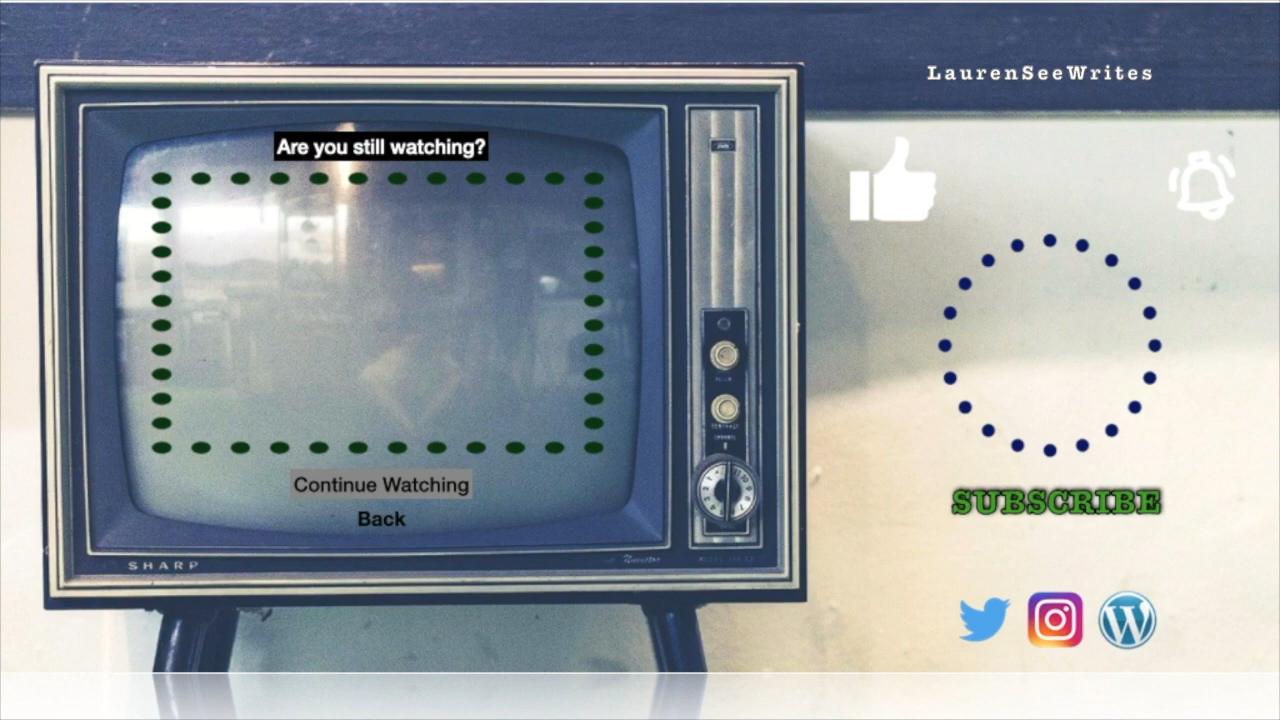 LaurenSeeWrites
Are you still watching?
Continue Watching
Back
SUBSCRIBE
SHARP